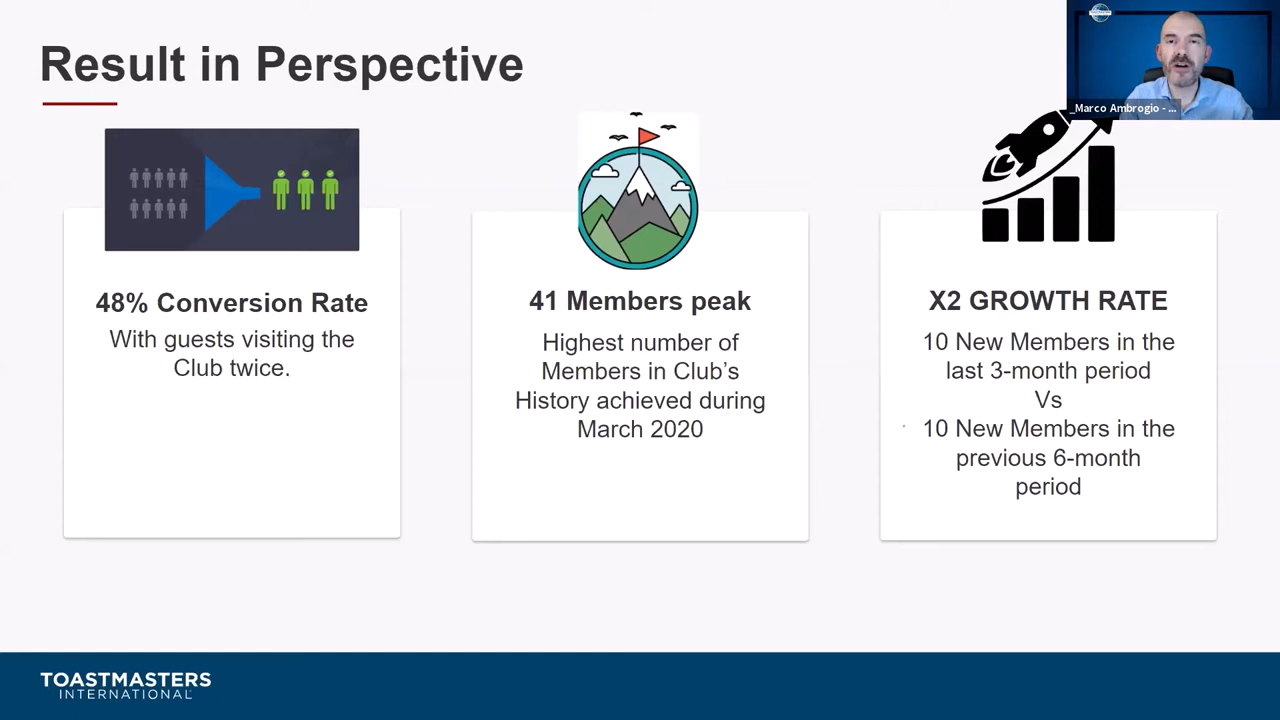 Result in Perspective
_Marco Ambrogio - ...
48% Conversion Rate
With guests visiting the
Club twice.
41 Members peak
Highest number of
Members in Club's
History achieved during
March 2020
X2 GROWTH RATE
10 New Members in the
last 3-month period
Vs
10 New Members in the
previous 6-month
period
TOASTMASTERS
INTERNATIONAL